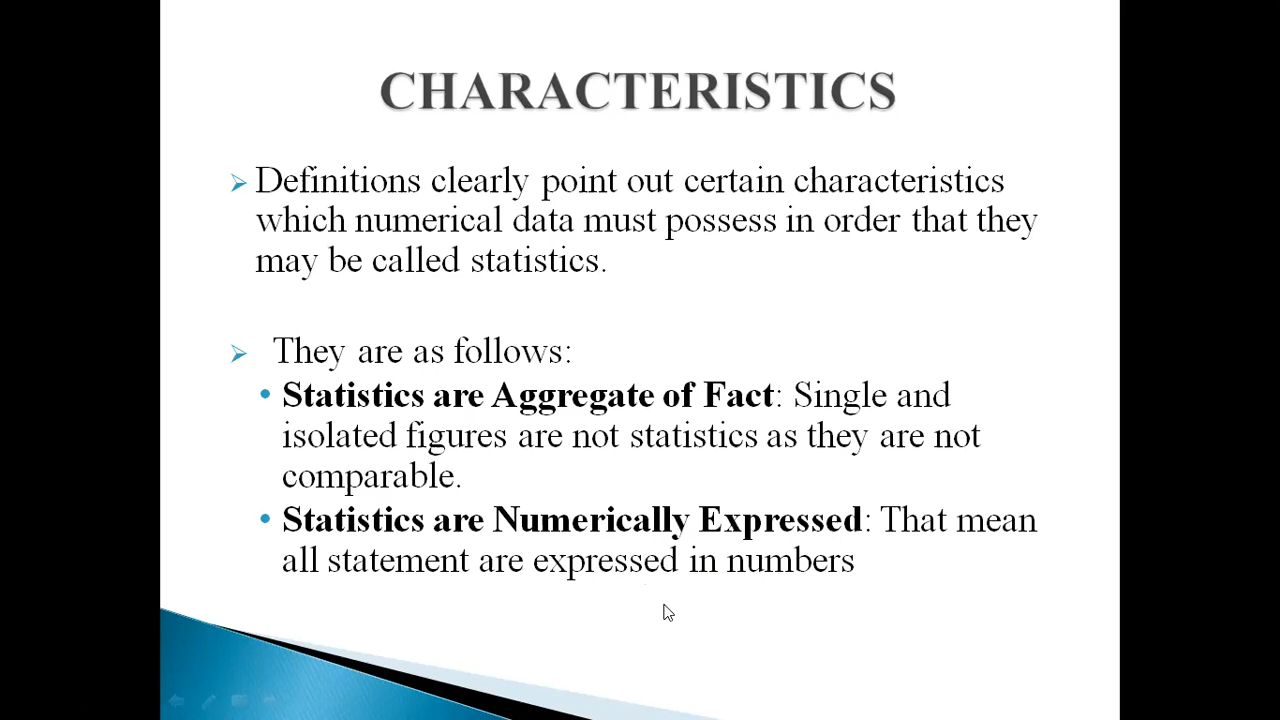 CHARACTERISTICS
Definitions clearly point out certain characteristics
which numerical data must possess in order that they
may be called statistics.
They are as follows:
Statistics are Aggregate of Fact: Single and
isolated figures are not statistics as they are not
comparable.
Statistics are Numerically Expressed: That mean
all statement are expressed in numbers